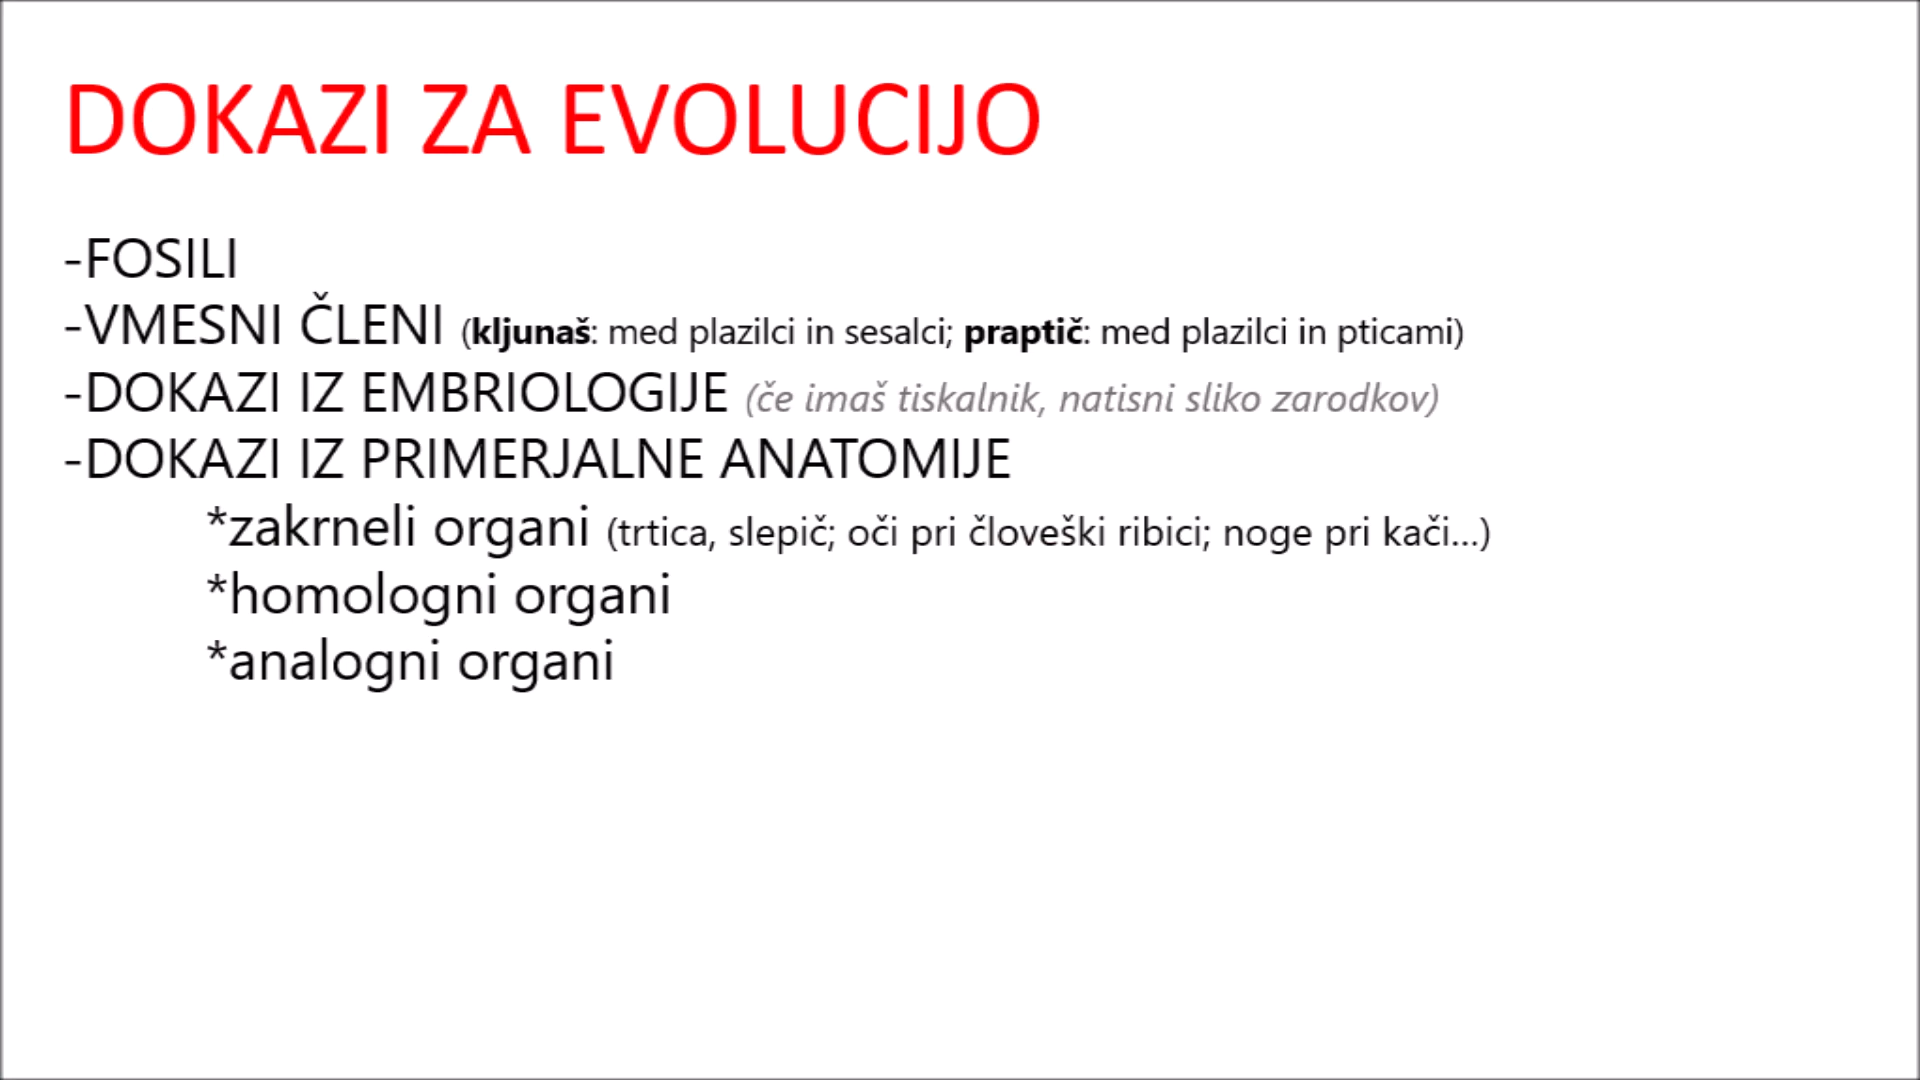 DOKAZI ZA EVOLUCIJO
-FOSILI
-VMESNI ČLENI (kljunaš: med plazilci in sesalci; praptič: med plazilci in pticami)
-DOKAZI IZ EMBRIOLOGIJE (če imaš tiskalnik, natisni sliko zarodkov)
-DOKAZI IZ PRIMERJALNE ANATOMIJE
*zakrneli organi (trtica, slepič; oči pri človeški ribici; noge pri kači...)
*homologni organi
*analogni organi